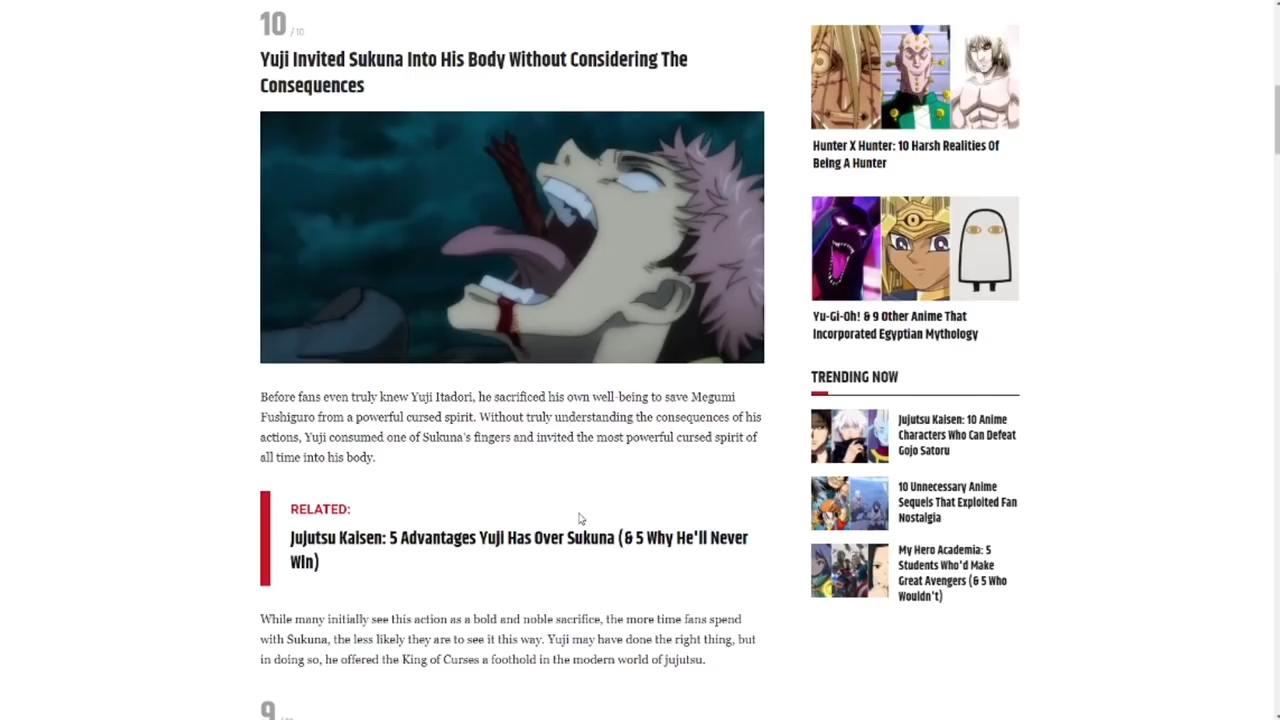 10 / 10
Yuji Invited Sukuna Into His Body Without Considering The
Consequences
Before fans even truly knew Yuji Itadori, he sacrificed his own well-being to save Megumi
Fushiguro from a powerful cursed spirit. Without truly understanding the consequences of his
actions, Yuji consumed one of Sukuna's fingers and invited the most powerful cursed spirit of
all time into his body.
RELATED:
Jujutsu Kaisen: 5 Advantages Yuji Has Over Sukuna (& 5 Why He'll Never
Win)
While many initially see this action as a bold and noble sacrifice, the more time fans spend
with Sukuna, the less likely they are to see it this way. Yuji may have done the right thing, but
in doing so, he offered the King of Curses a foothold in the modern world of jujutsu.
9
Hunter X Hunter: 10 Harsh Realities Of
Being A Hunter
Yu-Gi-Oh! & 9 Other Anime That
Incorporated Egyptian Mythology
TRENDING NOW
Jujutsu Kaisen: 10 Anime
Characters Who Can Defeat
Gojo Satoru
10 Unnecessary Anime
Sequels That Exploited Fan
Nostalgia
My Hero Academia: 5
Students Who'd Make
Great Avengers (& 5 Who
Wouldn't)